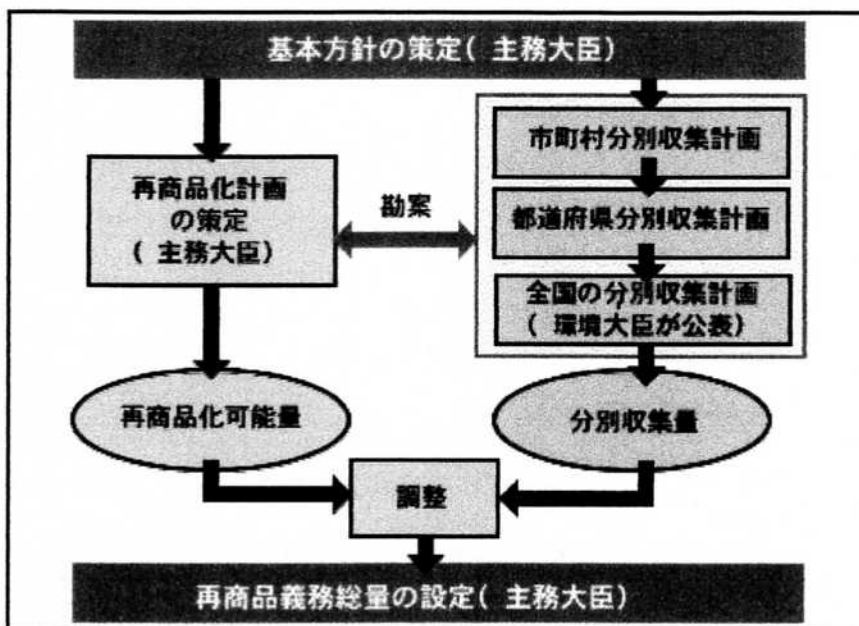 基本方針の策定( 主務大臣)
市町村分別収集計画
再商品化計画
の策定
( 主務大臣)
勘案
都道府県分別収集計画
全国の分別収集計画
( 環境大臣が公表)
再商品化可能量
分別収集量
調整
再商品義務総量の設定( 主務大臣)